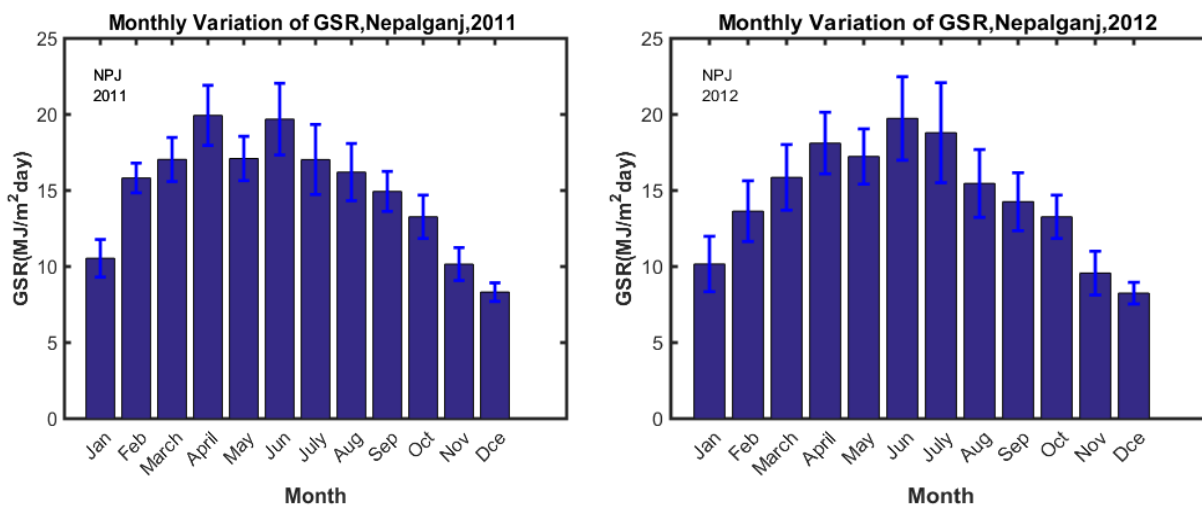 Monthly Variation of GSR,Nepalganj,2011
NPJ
2011
25
20
15
10
5
0
GSR(MJ/m²day)
Jan
Feb
March
April
May
Jun
July
Aug
Sep
Oct
Nov
Dce
Month
Monthly Variation of GSR,Nepalganj,2012
NPJ
2012
25
20
15
10
5
0
GSR(MJ/m²day)
Jan
Feb
March
April
May
Jun
July
Aug
Sep
Oct
Nov
Dce
Month